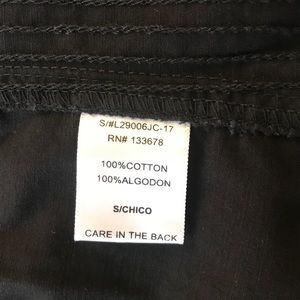 S/#L29006JC-17
RN# 133678
100%COTTON
100%ALGODON
S/CHICO
CARE IN THE BACK